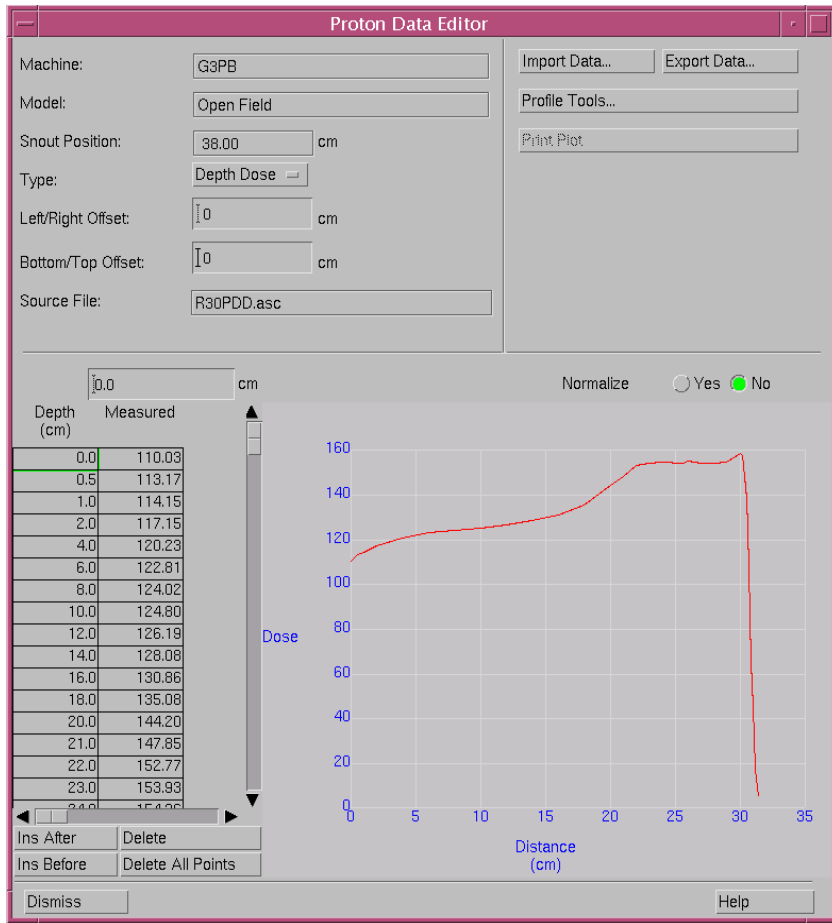 Proton Data Editor
Machine: G3PB
Model: Open Field
Snout Position: 38.00 cm
Type: Depth Dose
Left/Right Offset: 0 cm
Bottom/Top Offset: 0 cm
Source File: R30PDD.asc
Import Data... Export Data...
Profile Tools...
Print Plot
0.0 cm
Normalize Yes No
Depth (cm) Measured
0.0 110.03
0.5 113.17
1.0 114.15
2.0 117.15
4.0 120.23
6.0 122.81
8.0 124.02
10.0 124.80
12.0 126.19
14.0 128.08
16.0 130.86
18.0 135.08
20.0 144.20
21.0 147.85
22.0 152.77
23.0 153.93
Ins After Delete
Ins Before Delete All Points
160
140
120
100
80
60
40
20
0
Dose
0 5 10 15 20 25 30 35
Distance
(cm)
Dismiss Help